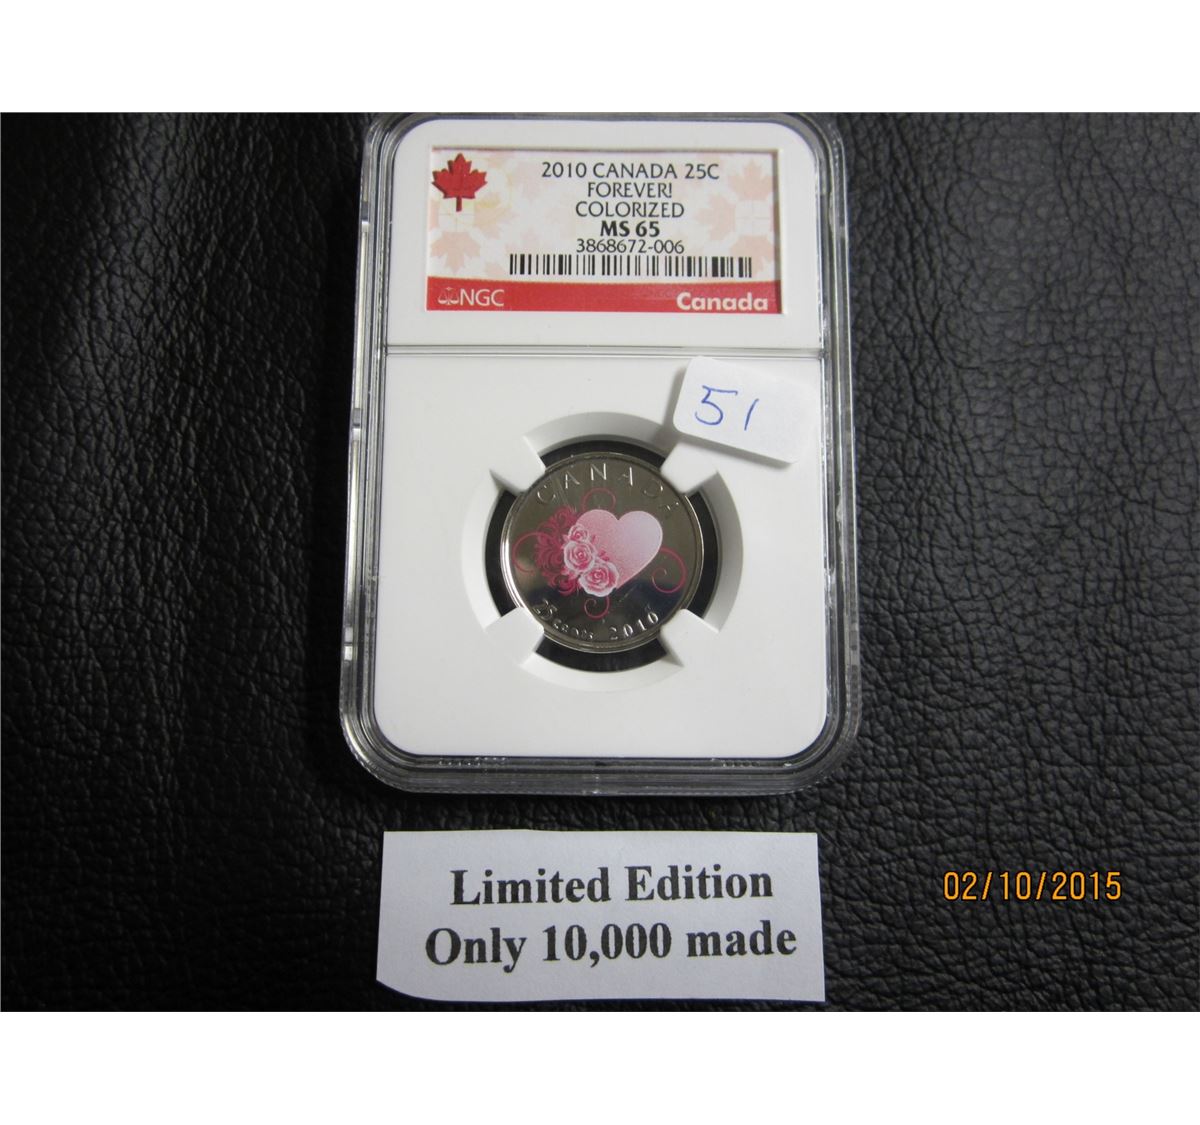 2010 CANADA 25C
FOREVER!
COLORIZED
MS 65
3868672-006
NGC
Canada
51
CANADA
25 cents 2010
Limited Edition
Only 10,000 made
02/10/2015